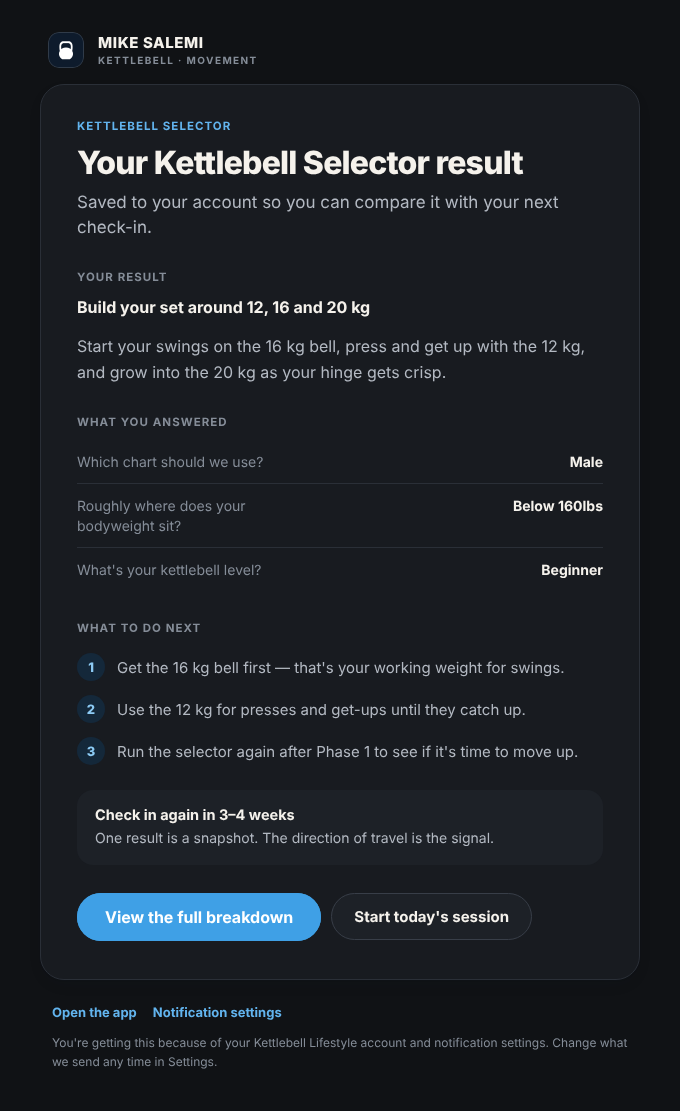 MIKE SALEMI
KETTLEBELL · MOVEMENT
KETTLEBELL SELECTOR
Your Kettlebell Selector result
Saved to your account so you can compare it with your next
check-in.
YOUR RESULT
Build your set around 12, 16 and 20 kg
Start your swings on the 16 kg bell, press and get up with the 12 kg,
and grow into the 20 kg as your hinge gets crisp.
WHAT YOU ANSWERED
Which chart should we use? Male
Roughly where does your Below 160lbs
bodyweight sit?
What's your kettlebell level? Beginner
WHAT TO DO NEXT
1 Get the 16 kg bell first — that's your working weight for swings.
2 Use the 12 kg for presses and get-ups until they catch up.
3 Run the selector again after Phase 1 to see if it's time to move up.
Check in again in 3–4 weeks
One result is a snapshot. The direction of travel is the signal.
View the full breakdown Start today's session
Open the app Notification settings
You're getting this because of your Kettlebell Lifestyle account and notification settings. Change what
we send any time in Settings.